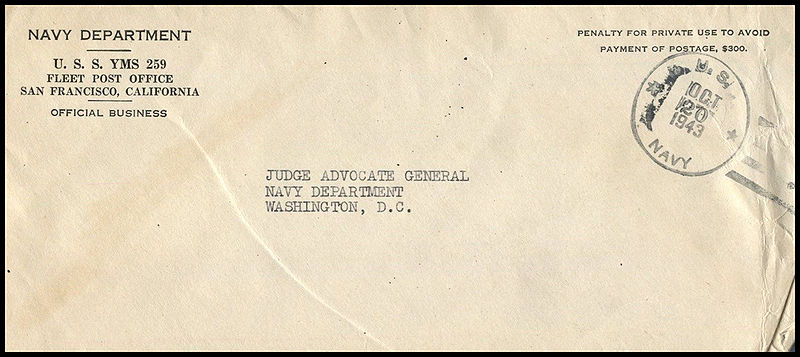 NAVY DEPARTMENT
U. S. S. YMS 259
FLEET POST OFFICE
SAN FRANCISCO, CALIFORNIA
OFFICIAL BUSINESS
PENALTY FOR PRIVATE USE TO AVOID
PAYMENT OF POSTAGE, $300.
U. S.
OCT
20
1943
NAVY
JUDGE ADVOCATE GENERAL
NAVY DEPARTMENT
WASHINGTON, D.C.